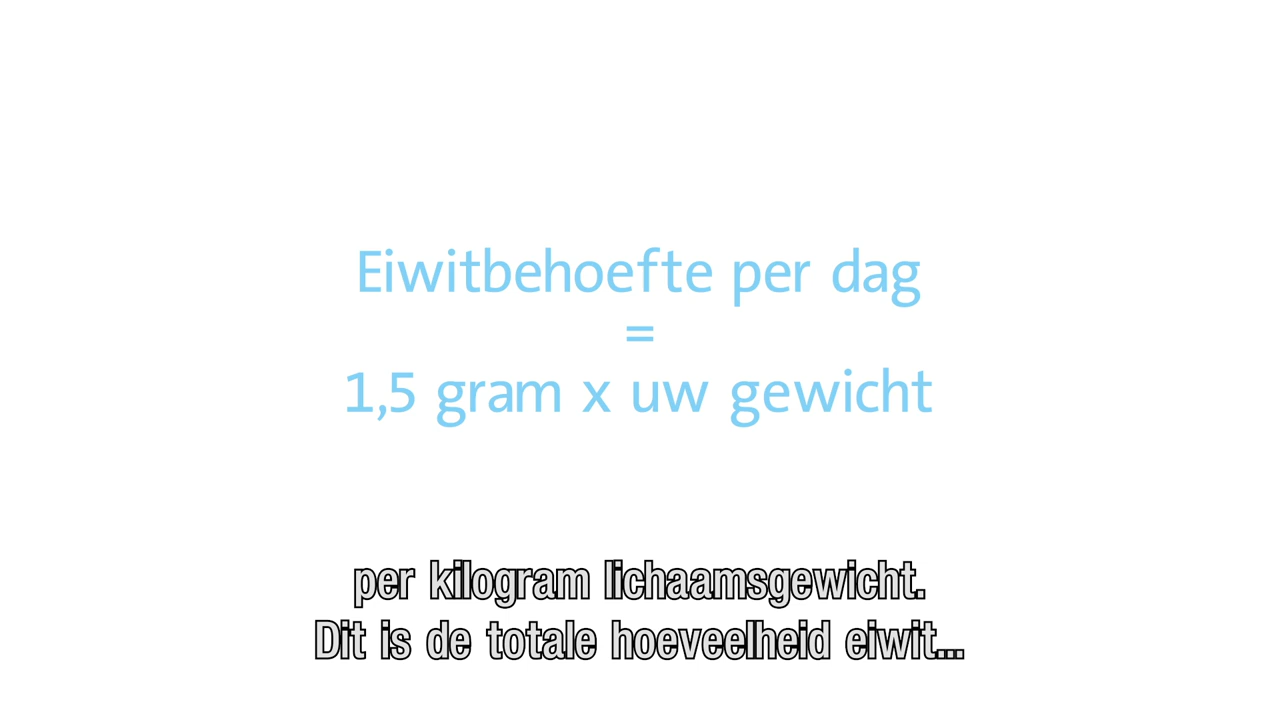 Eiwitbehoefte per dag
=
1,5 gram x uw gewicht
per kilogram lichaamsgewicht.
Dit is de totale hoeveelheid eiwit...